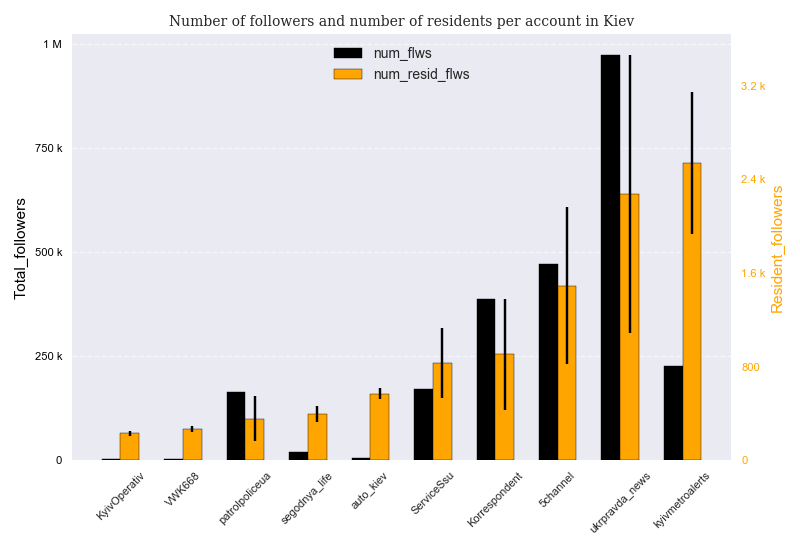 Number of followers and number of residents per account in Kiev
num_flws
num_resid_flws
1 M
750 k
500 k
250 k
0
Total_followers
3.2 k
2.4 k
1.6 k
800
0
Resident_followers
KyivOperativ
VWK668
patrolpoliceua
segodnya_life
auto_kiev
ServiceSsu
Korrespondent
5channel
ukrpravda_news
kyivmetroalerts